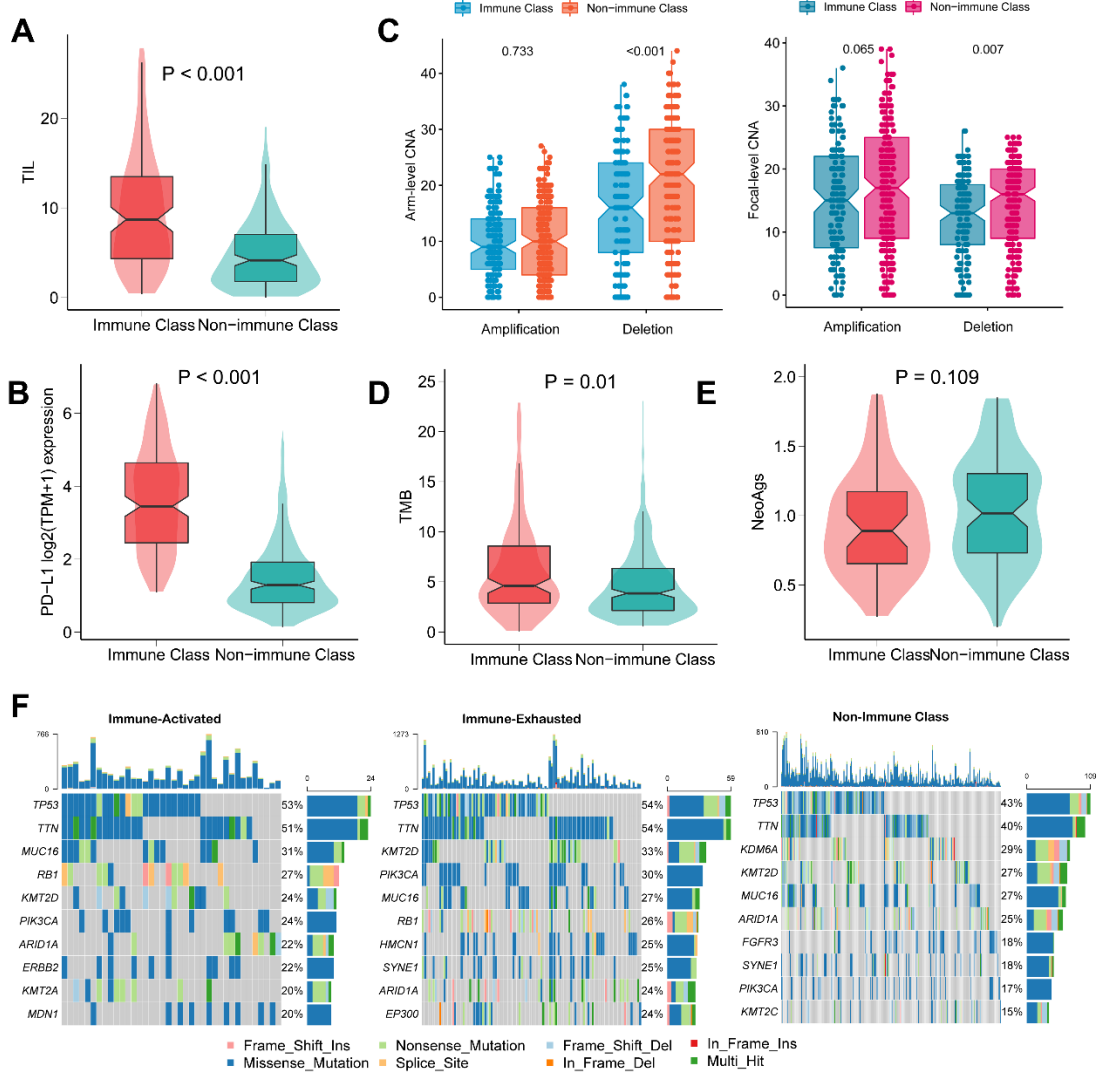 A
P < 0.001
TIL
20
10
0
Immune Class
Non−immune Class
C
Immune Class
Non−immune Class
0.733
<0.001
Arm−level CNA
40
30
20
10
0
Amplification
Deletion
Immune Class
Non−immune Class
0.065
0.007
Focal−level CNA
40
30
20
10
0
Amplification
Deletion
B
P < 0.001
PD−L1 log2(TPM+1) expression
6
4
2
0
Immune Class
Non−immune Class
D
P = 0.01
TMB
25
20
15
10
5
0
Immune Class
Non−immune Class
E
P = 0.109
NeoAgs
2.0
1.5
1.0
0.5
Immune Class
Non−immune Class
F
Immune-Activated
766
0
0
24
TP53 53%
TTN 51%
MUC16 31%
RB1 27%
KMT2D 24%
PIK3CA 24%
ARID1A 22%
ERBB2 22%
KMT2A 20%
MDN1 20%
Immune-Exhausted
1273
0
0
59
TP53 54%
TTN 54%
KMT2D 33%
PIK3CA 30%
MUC16 27%
RB1 26%
HMCN1 25%
SYNE1 25%
ARID1A 24%
EP300 24%
Non-Immune Class
810
0
0
109
TP53 43%
TTN 40%
KDM6A 29%
KMT2D 27%
MUC16 27%
ARID1A 25%
FGFR3 18%
SYNE1 18%
PIK3CA 17%
KMT2C 15%
Frame_Shift_Ins
Nonsense_Mutation
Frame_Shift_Del
In_Frame_Ins
Missense_Mutation
Splice_Site
In_Frame_Del
Multi_Hit